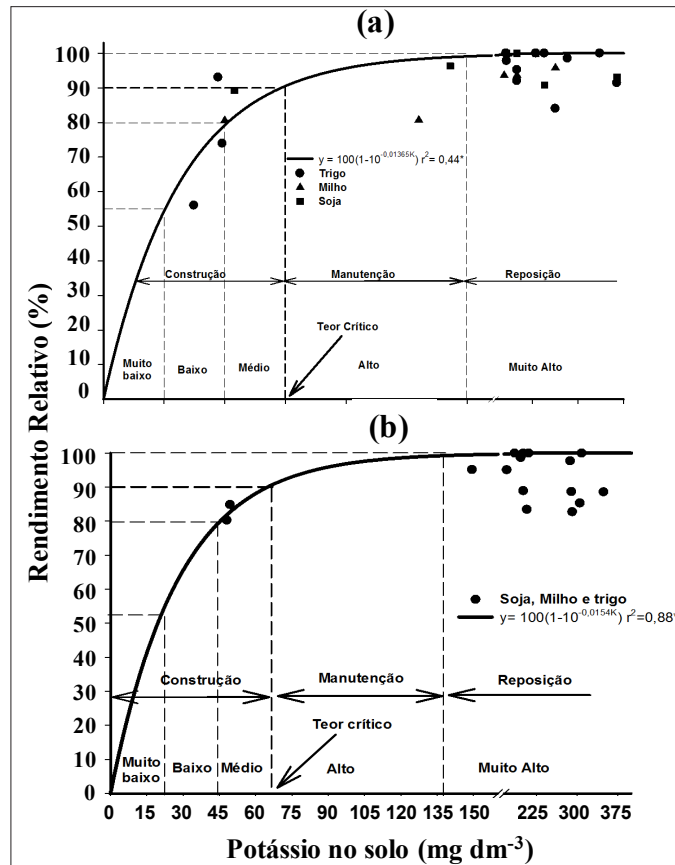 (a)
100
90
80
70
60
50
40
30
20
10
0
y = 100(1-10^-0,01365K) r²= 0,44*
Trigo
Milho
Soja
Construção Manutenção Reposição
Teor Crítico
Muito baixo
Baixo Médio Alto Muito Alto
Rendimento Relativo (%)
(b)
100
90
80
70
60
50
40
30
20
10
0
Soja, Milho e trigo
y= 100(1-10^-0,0154K) r²=0,88*
Construção Manutenção Reposição
Teor crítico
Muito baixo
Baixo Médio Alto Muito Alto
0 15 30 45 60 75 90 105 120 135 150 225 300 375
Potássio no solo (mg dm⁻³)